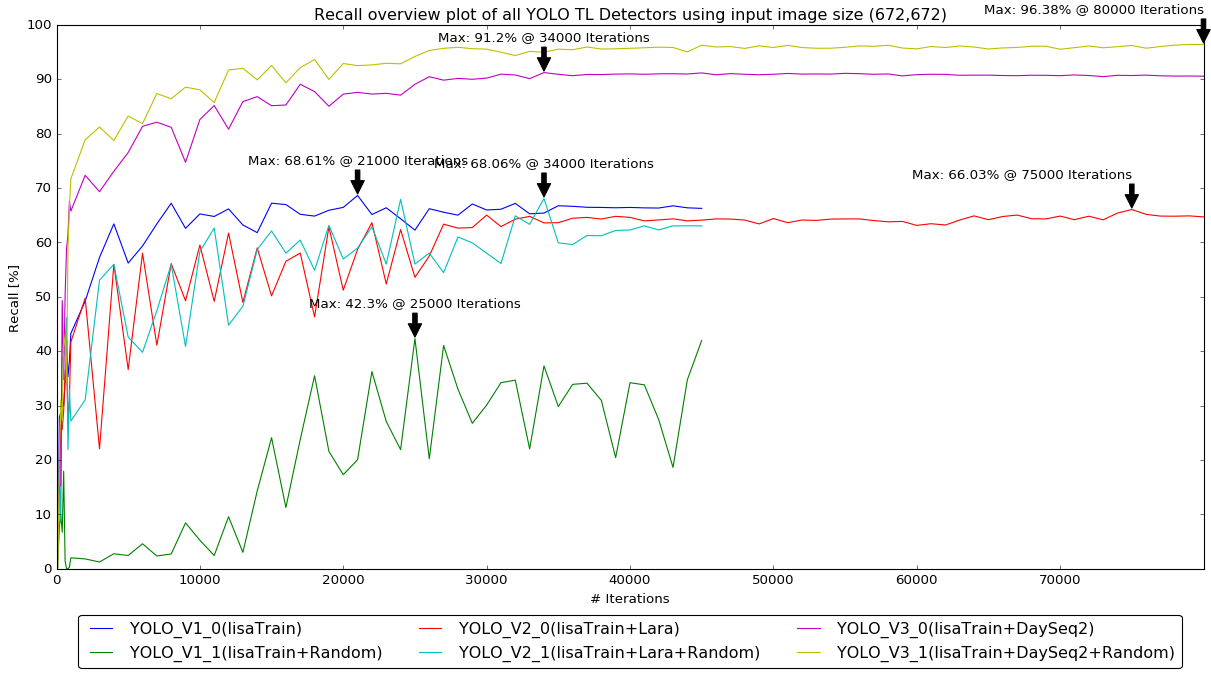 Recall overview plot of all YOLO TL Detectors using input image size (672,672)
Max: 96.38% @ 80000 Iterations
Max: 91.2% @ 34000 Iterations
Max: 68.61% @ 21000 Iterations
Max: 68.06% @ 34000 Iterations
Max: 66.03% @ 75000 Iterations
Max: 42.3% @ 25000 Iterations
Recall [%]
100
90
80
70
60
50
40
30
20
10
0
0 10000 20000 30000 40000 50000 60000 70000
# Iterations
YOLO_V1_0(lisaTrain) YOLO_V2_0(lisaTrain+Lara) YOLO_V3_0(lisaTrain+DaySeq2)
YOLO_V1_1(lisaTrain+Random) YOLO_V2_1(lisaTrain+Lara+Random) YOLO_V3_1(lisaTrain+DaySeq2+Random)